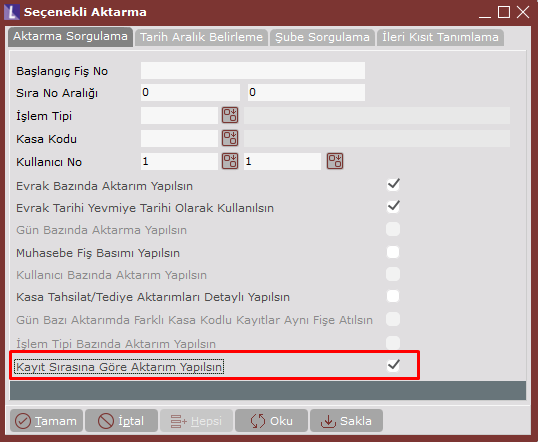 Seçenekli Aktarma
Aktarma Sorgulama Tarih Aralık Belirleme Şube Sorgulama İleri Kısıt Tanımlama
Başlangıç Fiş No
Sıra No Aralığı 0 0
İşlem Tipi
Kasa Kodu
Kullanıcı No 1 1
Evrak Bazında Aktarım Yapılsın
Evrak Tarihi Yevmiye Tarihi Olarak Kullanılsın
Gün Bazında Aktarma Yapılsın
Muhasebe Fiş Basımı Yapılsın
Kullanıcı Bazında Aktarım Yapılsın
Kasa Tahsilat/Tediye Aktarımları Detaylı Yapılsın
Gün Bazı Aktarımda Farklı Kasa Kodlu Kayıtlar Aynı Fişe Atılsın
İşlem Tipi Bazında Aktarım Yapılsın
Kayıt Sırasına Göre Aktarım Yapılsın
Tamam İptal Hepsi Oku Sakla